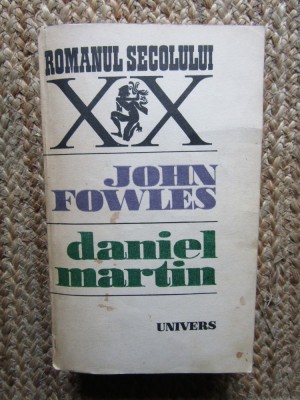 ROMANUL SECOLULUI
XX
JOHN
FOWLES
daniel
martin
UNIVERS